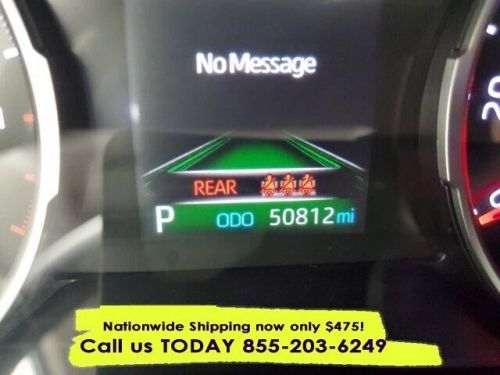 No Message
REAR
P ODO 50812 mi
Nationwide Shipping now only $475!
Call us TODAY 855-203-6249